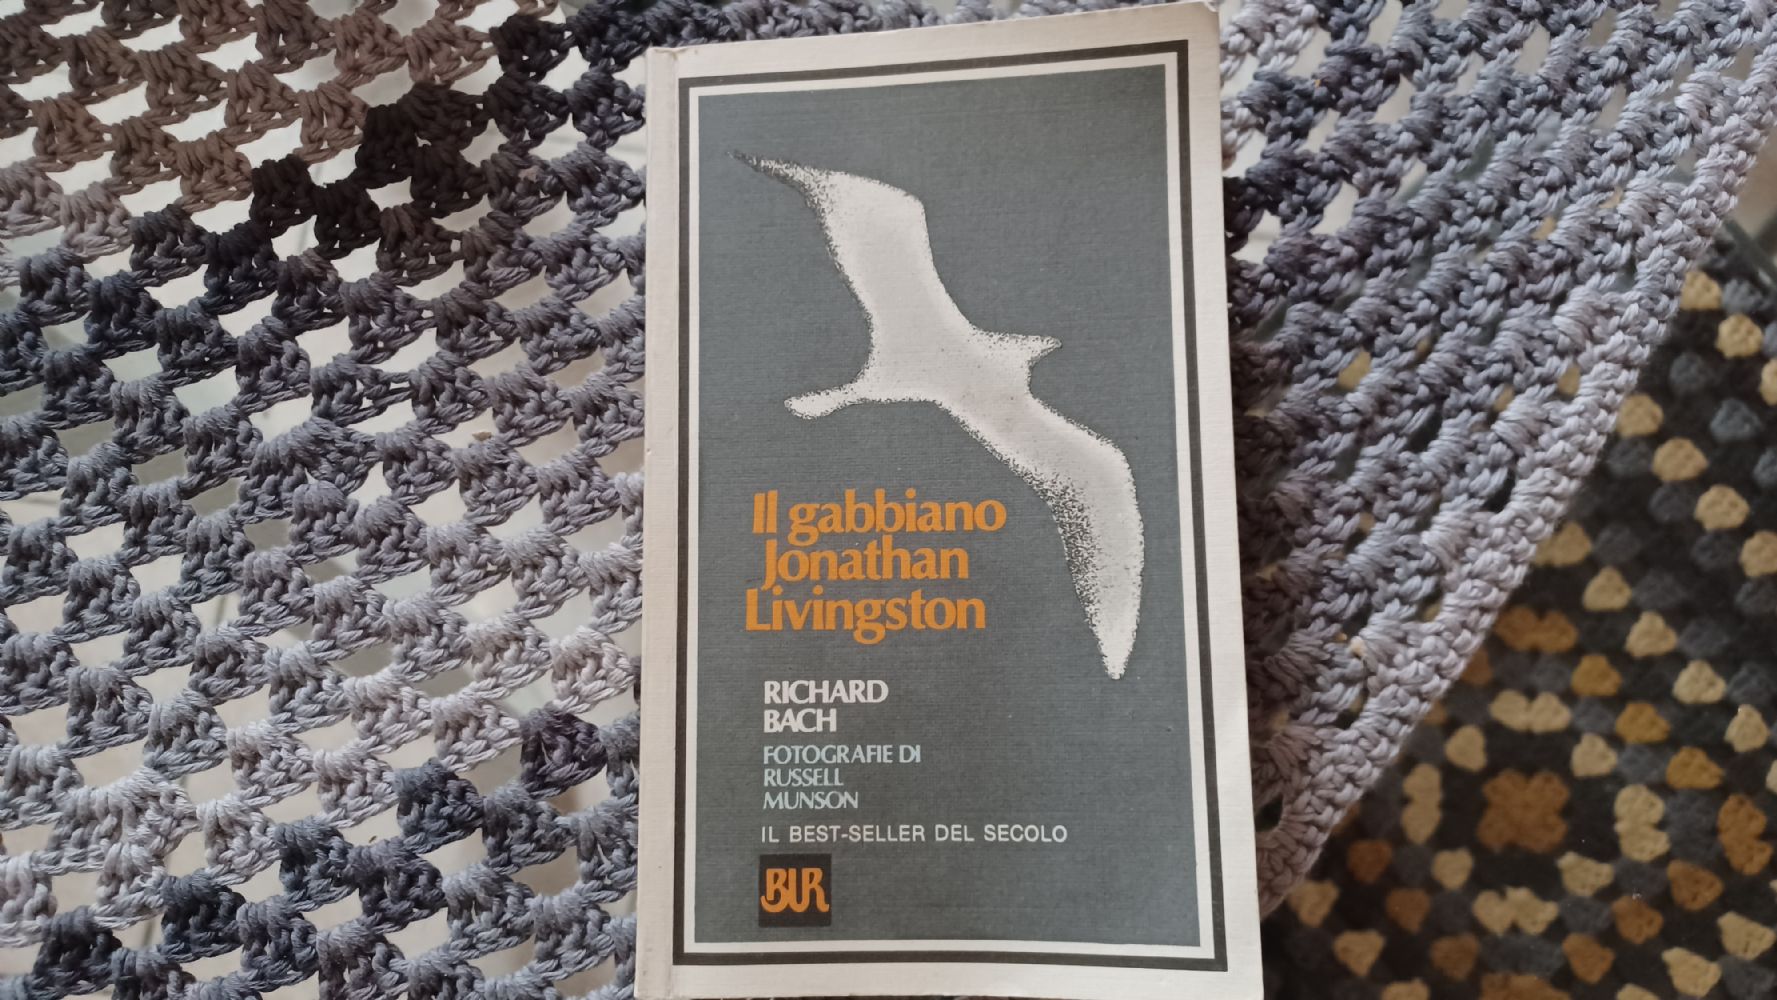 Il gabbiano
Jonathan
Livingston
RICHARD
BACH
FOTOGRAFIE DI
RUSSELL
MUNSON
IL BEST-SELLER DEL SECOLO
BUR